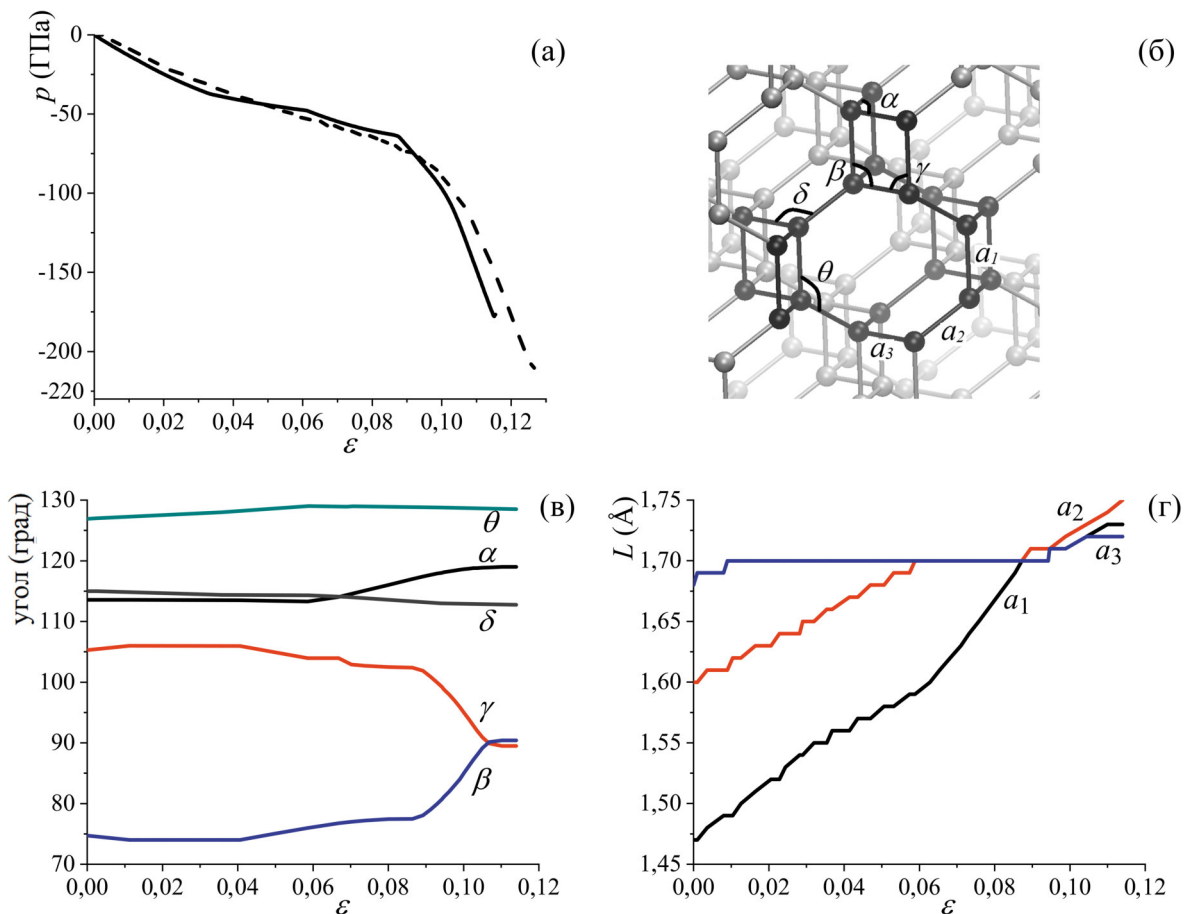 (а)
p (ГПа)
0
-50
-100
-150
-200
-220
0,00 0,02 0,04 0,06 0,08 0,10 0,12
ε
(б)
α
β γ
δ
θ
a1
a2
a3
(в)
угол (град)
130
120
110
100
90
80
70
θ
α
δ
γ
β
0,00 0,02 0,04 0,06 0,08 0,10 0,12
ε
(г)
L (Å)
1,75
1,70
1,65
1,60
1,55
1,50
1,45
a2
a3
a1
0,00 0,02 0,04 0,06 0,08 0,10 0,12
ε